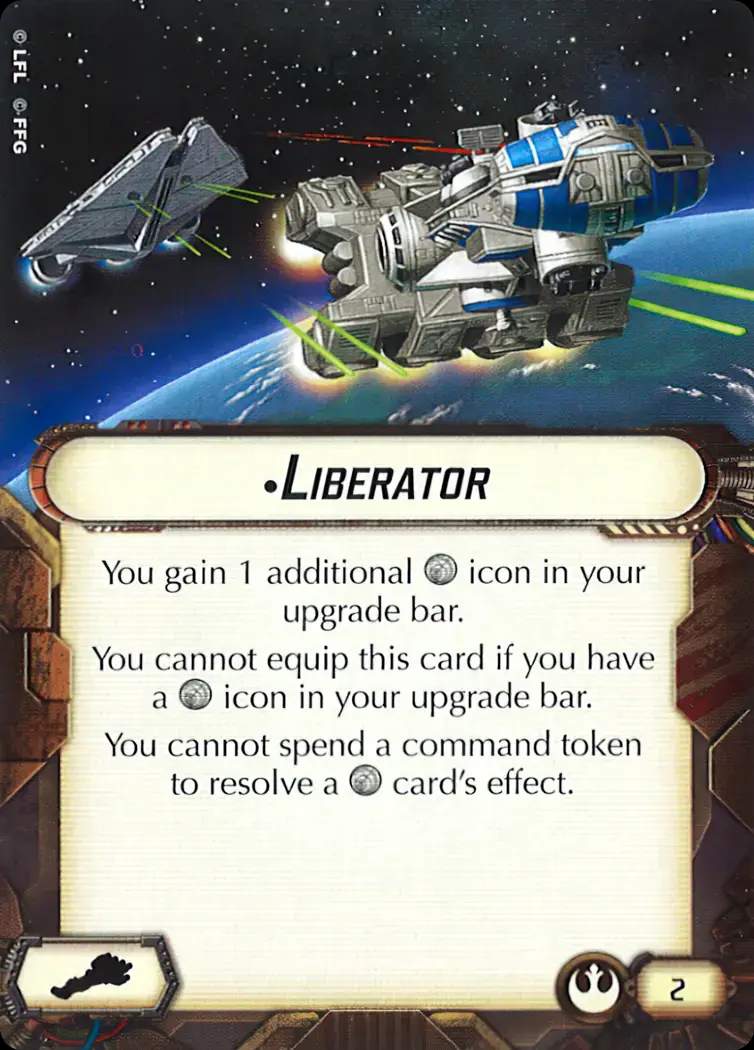 © LFL © FFG
•LIBERATOR
You gain 1 additional icon in your
upgrade bar.
You cannot equip this card if you have
a icon in your upgrade bar.
You cannot spend a command token
to resolve a card's effect.
2